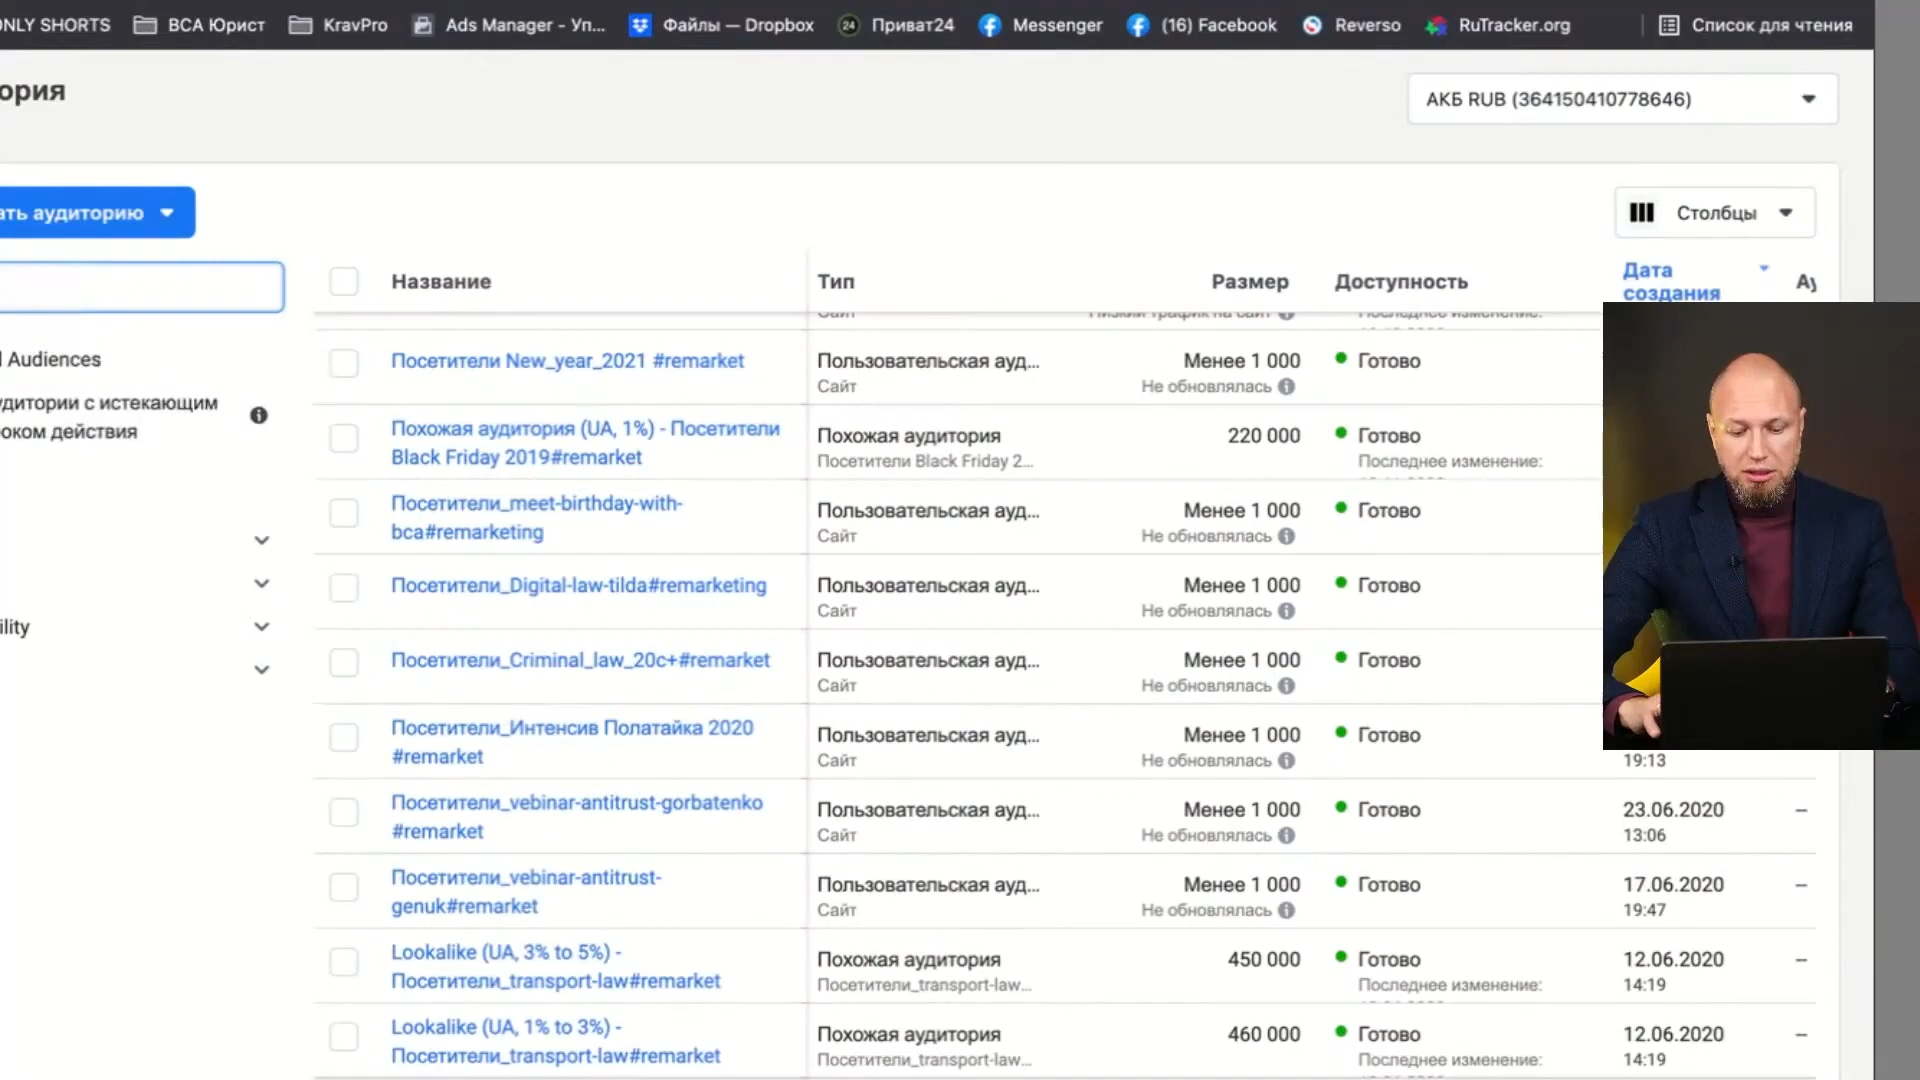 ONLY SHORTS BCA Юрист KravPro Ads Manager - Уп... Файлы — Dropbox Приват24 Messenger (16) Facebook Reverso RuTracker.org Список для чтения
ория
АКБ RUB (364150410778646)
ать аудиторию
Столбцы
Название Тип Размер Доступность Дата создания Ау
Сайт Низкий трафик на сайт Последнее изменение:
l Audiences
удитории с истекающим
оком действия
ility
Посетители New_year_2021 #remarket
Пользовательская ауд... Менее 1 000 Готово
Сайт Не обновлялась
Похожая аудитория (UA, 1%) - Посетители
Black Friday 2019#remarket
Похожая аудитория 220 000 Готово
Посетители Black Friday 2... Последнее изменение:
Посетители_meet-birthday-with-
bca#remarketing
Пользовательская ауд... Менее 1 000 Готово
Сайт Не обновлялась
Посетители_Digital-law-tilda#remarketing
Пользовательская ауд... Менее 1 000 Готово
Сайт Не обновлялась
Посетители_Criminal_law_20c+#remarket
Пользовательская ауд... Менее 1 000 Готово
Сайт Не обновлялась
Посетители_Интенсив Полатайка 2020
#remarket
Пользовательская ауд... Менее 1 000 Готово
Сайт Не обновлялась 19:13
Посетители_vebinar-antitrust-gorbatenko
#remarket
Пользовательская ауд... Менее 1 000 Готово 23.06.2020 –
Сайт Не обновлялась 13:06
Посетители_vebinar-antitrust-
genuk#remarket
Пользовательская ауд... Менее 1 000 Готово 17.06.2020 –
Сайт Не обновлялась 19:47
Lookalike (UA, 3% to 5%) -
Посетители_transport-law#remarket
Похожая аудитория 450 000 Готово 12.06.2020 –
Посетители_transport-law... Последнее изменение: 14:19
Lookalike (UA, 1% to 3%) -
Посетители_transport-law#remarket
Похожая аудитория 460 000 Готово 12.06.2020 –
Посетители_transport-law... Последнее изменение: 14:19